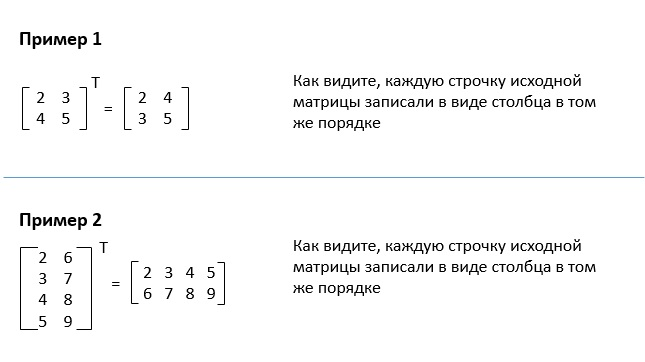 Пример 1
T
2 3 2 4
=
4 5 3 5
Как видите, каждую строчку исходной
матрицы записали в виде столбца в том
же порядке
Пример 2
T
2 6
3 7 2 3 4 5
=
4 8 6 7 8 9
5 9
Как видите, каждую строчку исходной
матрицы записали в виде столбца в том
же порядке